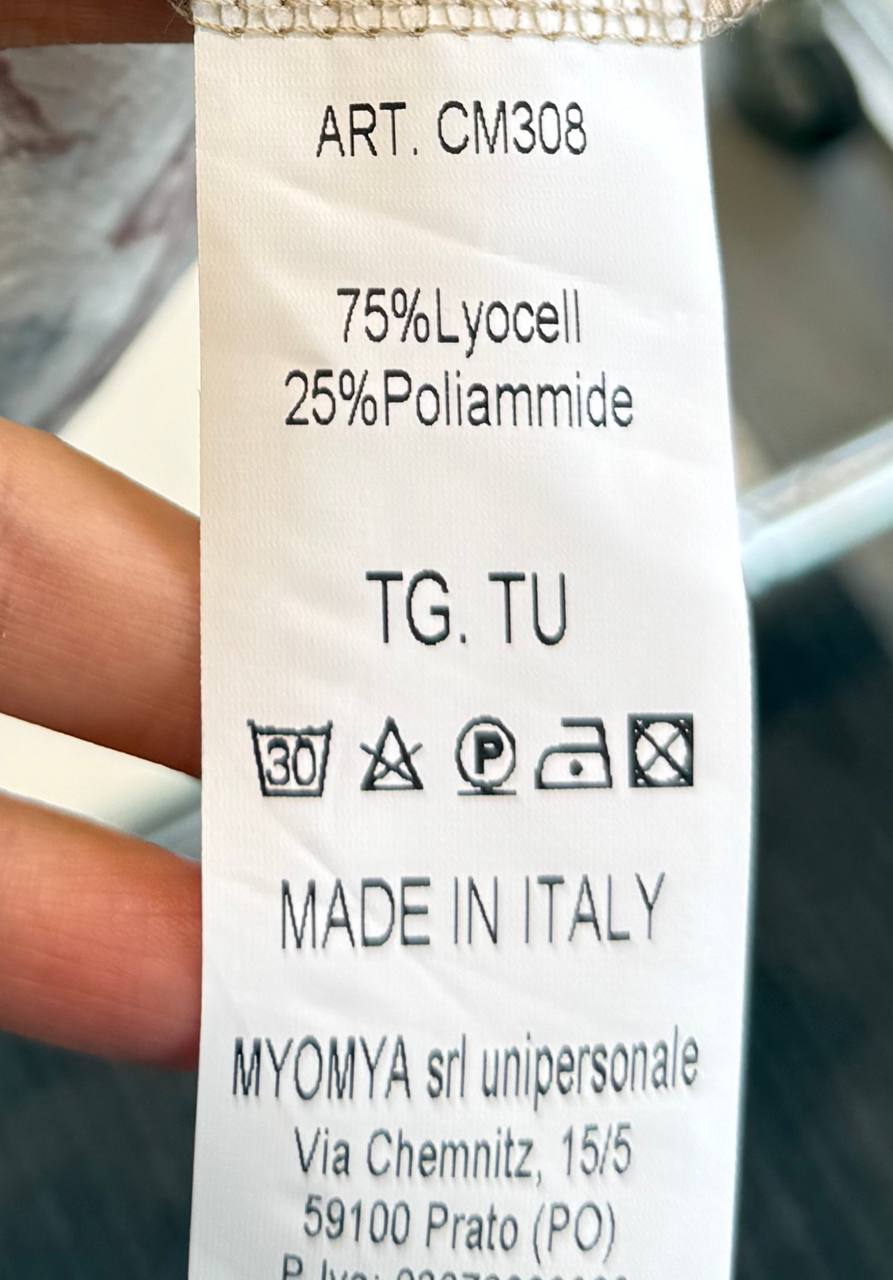 ART. CM308
75%Lyocell
25%Poliammide
TG. TU
30 P
MADE IN ITALY
MYOMYA srl unipersonale
Via Chemnitz, 15/5
59100 Prato (PO)
P. Iva: